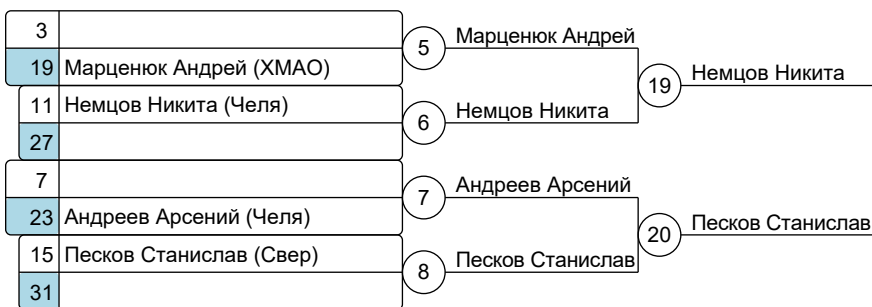 3
19 Марценюк Андрей (ХМАО)
11 Немцов Никита (Челя)
27
7
23 Андреев Арсений (Челя)
15 Песков Станислав (Свер)
31
5 Марценюк Андрей
6 Немцов Никита
7 Андреев Арсений
8 Песков Станислав
19 Немцов Никита
20 Песков Станислав